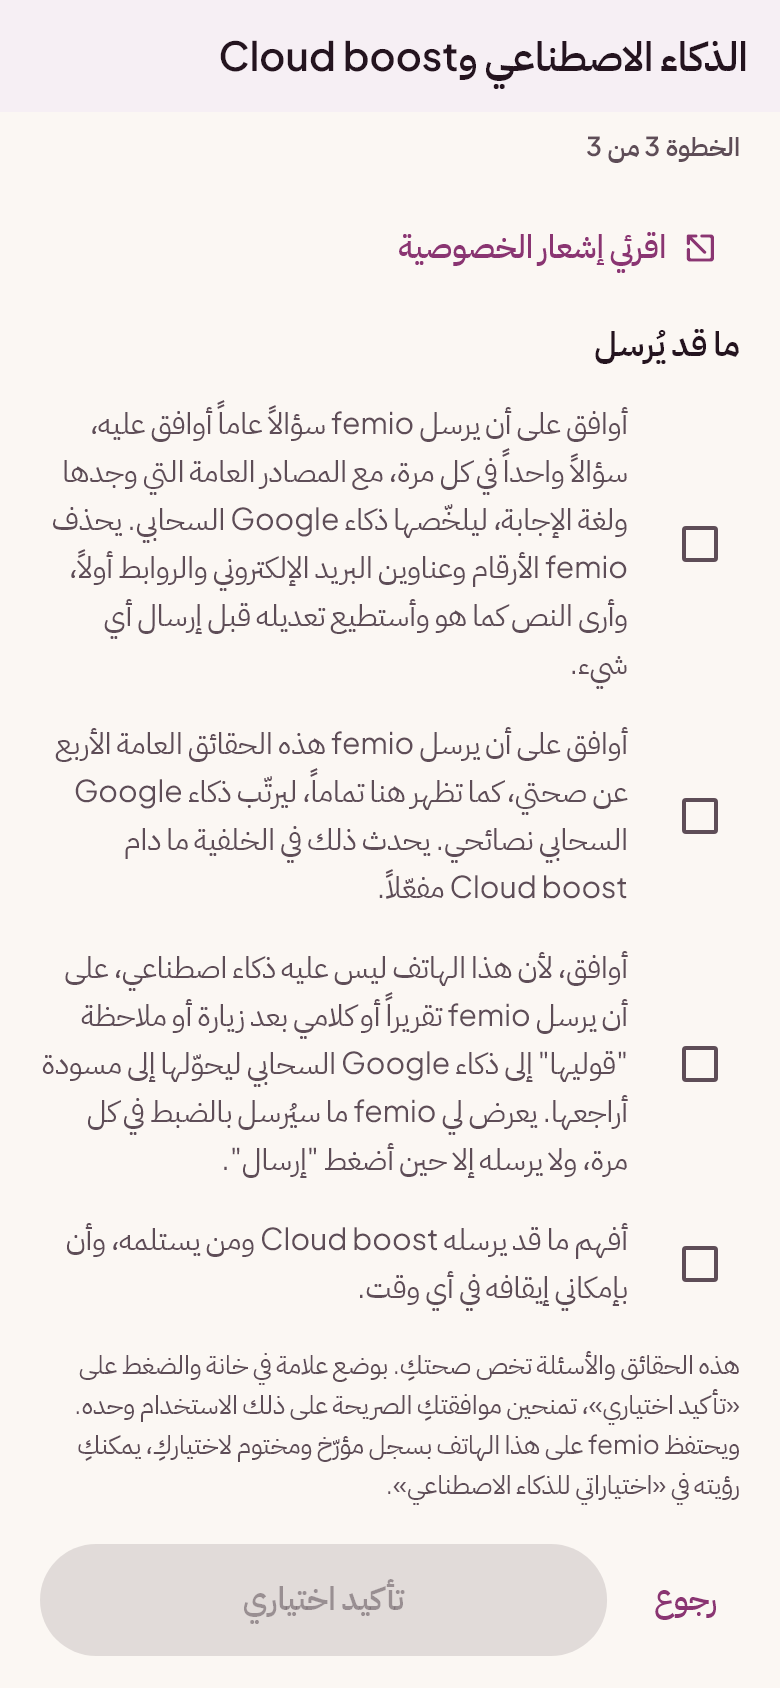 الذكاء الاصطناعي وCloud boost
الخطوة 3 من 3
اقرئي إشعار الخصوصية
ما قد يُرسل
أوافق على أن يرسل femio سؤالاً عاماً أوافق عليه،
سؤالاً واحداً في كل مرة، مع المصادر العامة التي وجدها
ولغة الإجابة، ليلخّصها ذكاء Google السحابي. يحذف
femio الأرقام وعناوين البريد الإلكتروني والروابط أولاً،
وأرى النص كما هو وأستطيع تعديله قبل إرسال أي
شيء.
أوافق على أن يرسل femio هذه الحقائق العامة الأربع
عن صحتي، كما تظهر هنا تماماً، ليرتّب ذكاء Google
السحابي نصائحي. يحدث ذلك في الخلفية ما دام
Cloud boost مفعّلاً.
أوافق، لأن هذا الهاتف ليس عليه ذكاء اصطناعي، على
أن يرسل femio تقريراً أو كلامي بعد زيارة أو ملاحظة
"قوليها" إلى ذكاء Google السحابي ليحوّلها إلى مسودة
أراجعها. يعرض لي femio ما سيُرسل بالضبط في كل
مرة، ولا يرسله إلا حين أضغط "إرسال".
أفهم ما قد يرسله Cloud boost ومن يستلمه، وأن
بإمكاني إيقافه في أي وقت.
هذه الحقائق والأسئلة تخص صحتكِ. بوضع علامة في خانة والضغط على
«تأكيد اختياري»، تمنحين موافقتكِ الصريحة على ذلك الاستخدام وحده.
ويحتفظ femio على هذا الهاتف بسجل مؤرّخ ومختوم لاختياركِ، يمكنكِ
رؤيته في «اختياراتي للذكاء الاصطناعي».
رجوع
تأكيد اختياري